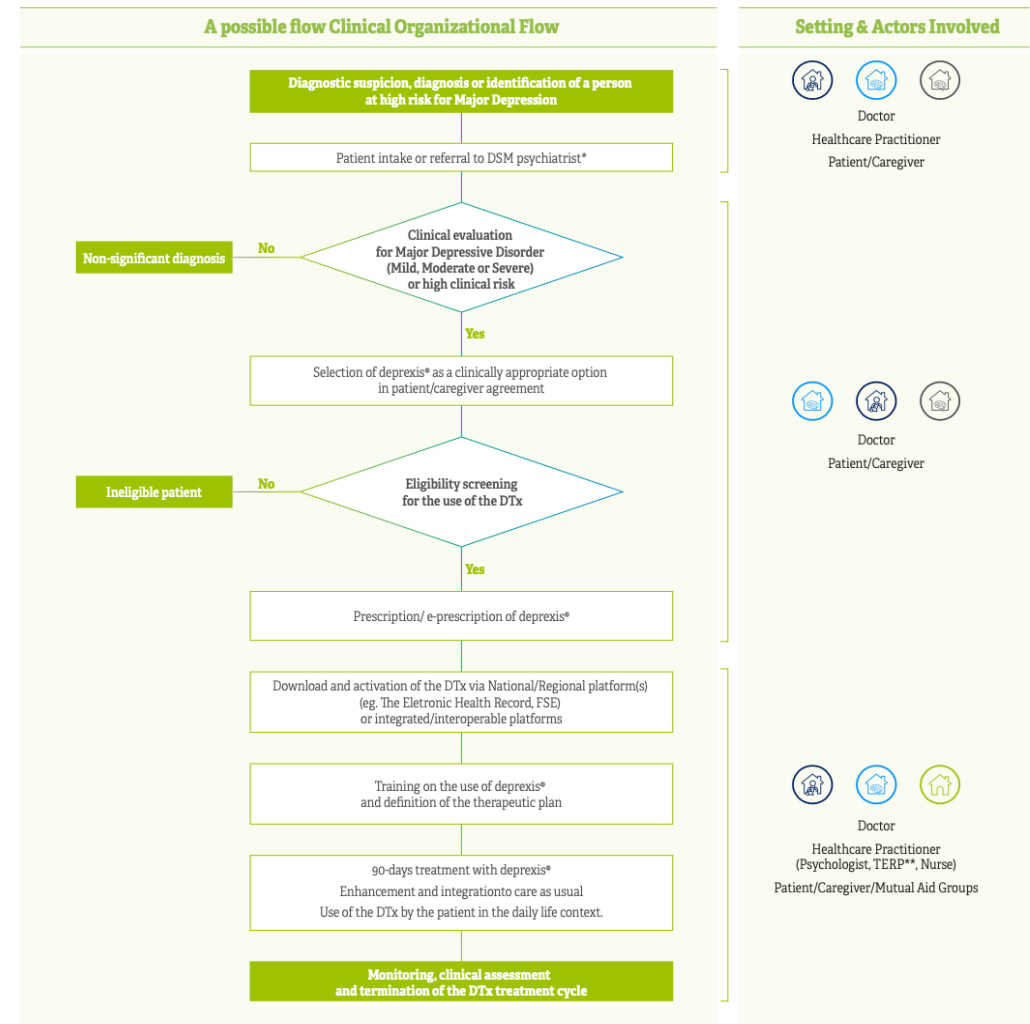 A possible flow Clinical Organizational Flow
Setting & Actors Involved
Diagnostic suspicion, diagnosis or identification of a person
at high risk for Major Depression
Patient intake or referral to DSM psychiatrist*
Doctor
Healthcare Practitioner
Patient/Caregiver
Clinical evaluation
for Major Depressive Disorder
(Mild, Moderate or Severe)
or high clinical risk
No
Non-significant diagnosis
Yes
Selection of deprexis® as a clinically appropriate option
in patient/caregiver agreement
Eligibility screening
for the use of the DTx
No
Ineligible patient
Yes
Prescription/ e-prescription of deprexis®
Doctor
Patient/Caregiver
Download and activation of the DTx via National/Regional platform(s)
(eg. The Eletronic Health Record, FSE)
or integrated/interoperable platforms
Training on the use of deprexis®
and definition of the therapeutic plan
90-days treatment with deprexis®
Enhancement and integrationto care as usual
Use of the DTx by the patient in the daily life context.
Monitoring, clinical assessment
and termination of the DTx treatment cycle
Doctor
Healthcare Practitioner
(Psychologist, TERP**, Nurse)
Patient/Caregiver/Mutual Aid Groups